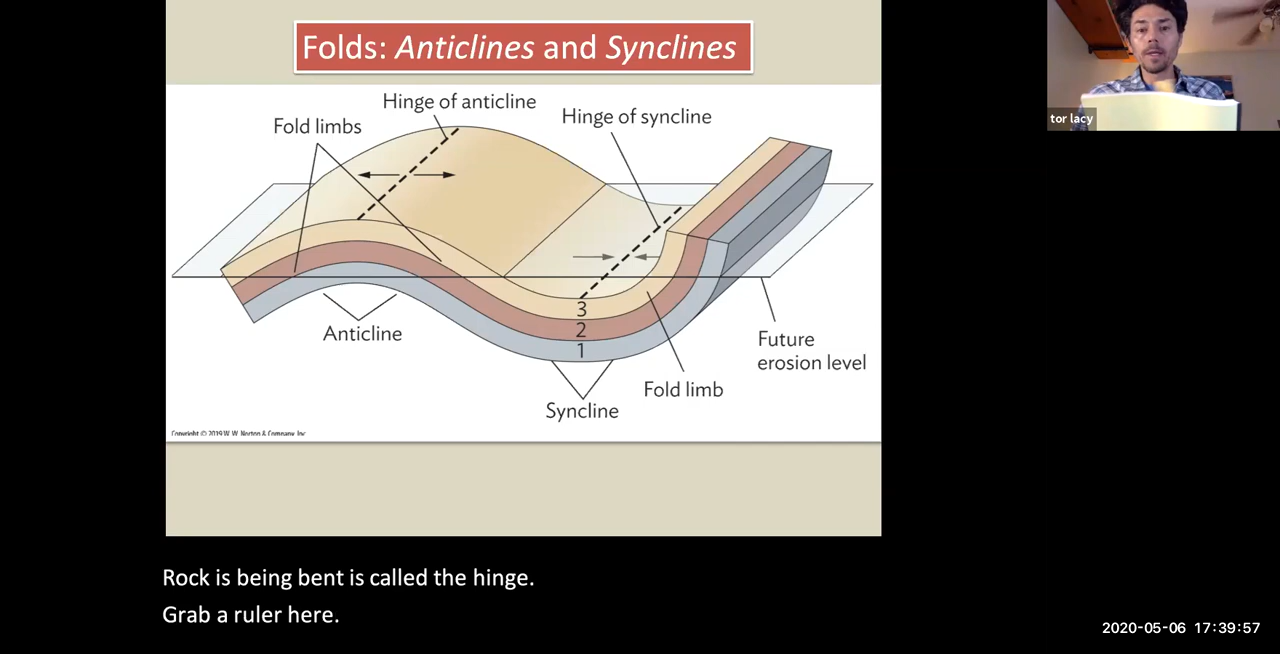 Folds: Anticlines and Synclines
tor lacy
Hinge of anticline
Hinge of syncline
Fold limbs
3
2
1
Anticline
Future
erosion level
Fold limb
Syncline
Copyright © 2019 W. W. Norton & Company, Inc.
Rock is being bent is called the hinge.
Grab a ruler here.
2020-05-06 17:39:57